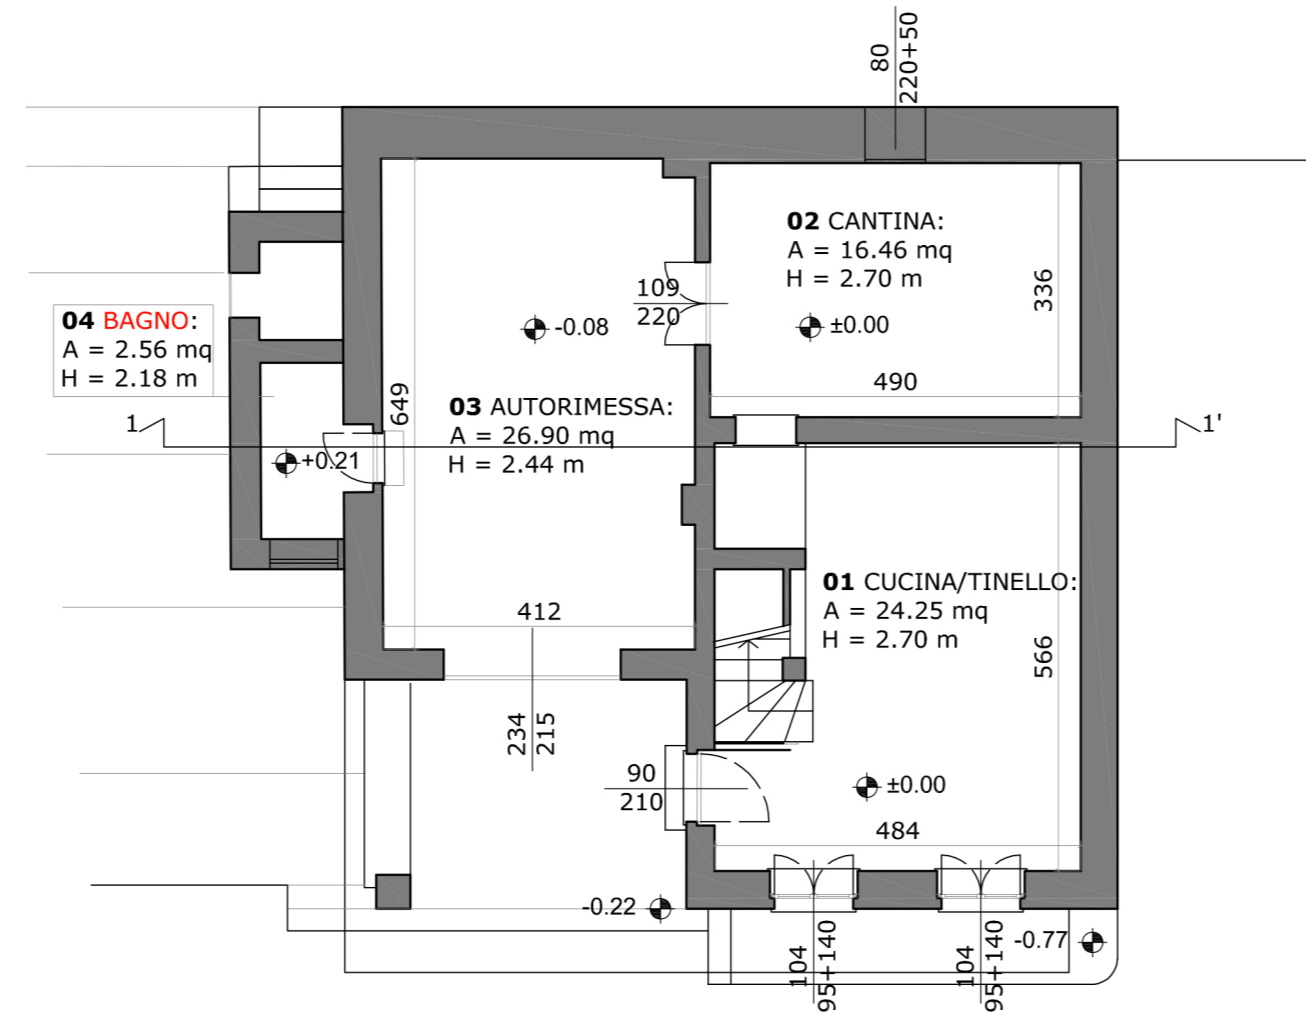 80
220+50
02 CANTINA:
A = 16.46 mq
H = 2.70 m
336
109
220
-0.08
±0.00
04 BAGNO:
A = 2.56 mq
H = 2.18 m
490
649
03 AUTORIMESSA:
A = 26.90 mq
H = 2.44 m
1
1'
+0.21
01 CUCINA/TINELLO:
A = 24.25 mq
H = 2.70 m
412
566
234
215
90
210
±0.00
484
-0.22
-0.77
104
95+140
104
95+140